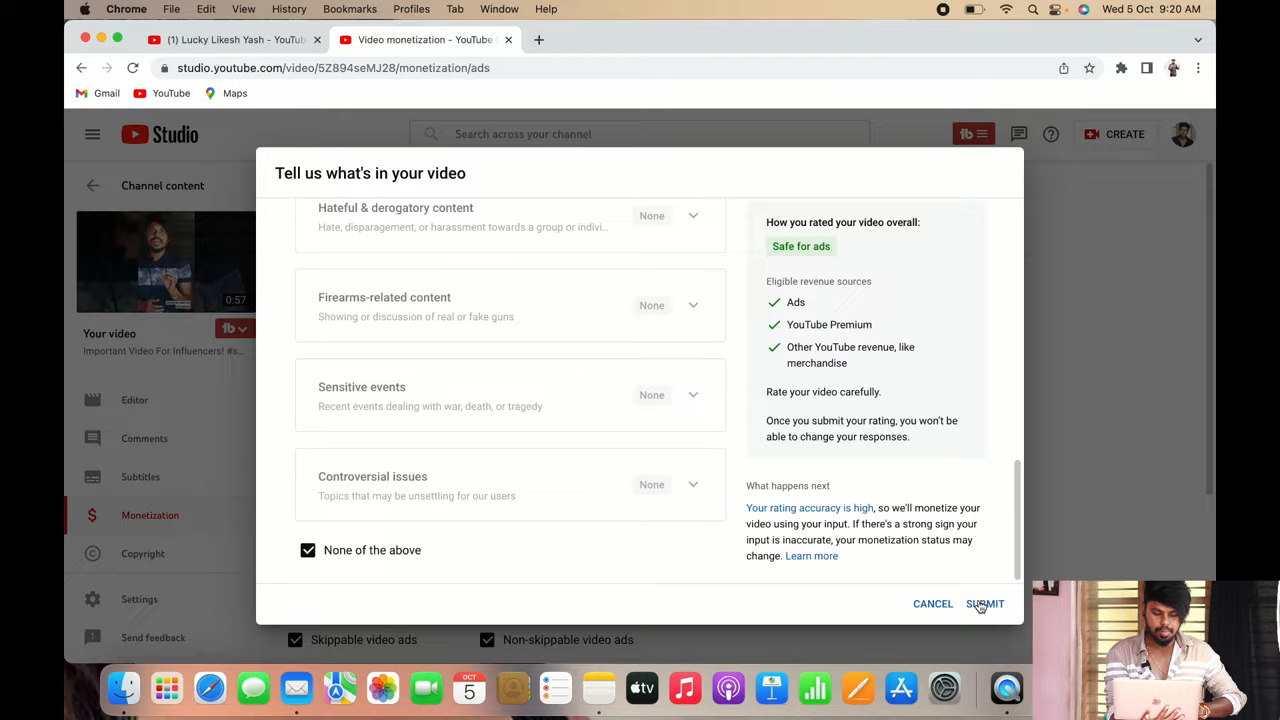 Chrome File Edit View History Bookmarks Profiles Tab Window Help Wed 5 Oct 9:20 AM
(1) Lucky Likesh Yash - YouTub
Video monetization - YouTube
studio.youtube.com/video/5Z894seMJ28/monetization/ads
Gmail YouTube Maps
Studio
Search across your channel
tb
CREATE
Channel content
0:57
Your video
tb
Important Video For Influencers! #s...
Editor
Comments
Subtitles
$ Monetization
Copyright
Settings
Send feedback
Tell us what's in your video
Hateful & derogatory content
None
Hate, disparagement, or harassment towards a group or indivi...
Firearms-related content
None
Showing or discussion of real or fake guns
Sensitive events
None
Recent events dealing with war, death, or tragedy
Controversial issues
None
Topics that may be unsettling for our users
None of the above
How you rated your video overall:
Safe for ads
Eligible revenue sources
Ads
YouTube Premium
Other YouTube revenue, like
merchandise
Rate your video carefully.
Once you submit your rating, you won't be
able to change your responses.
What happens next
Your rating accuracy is high, so we'll monetize your
video using your input. If there's a strong sign your
input is inaccurate, your monetization status may
change. Learn more
CANCEL SUBMIT
Skippable video ads
Non-skippable video ads
OCT
5
tv